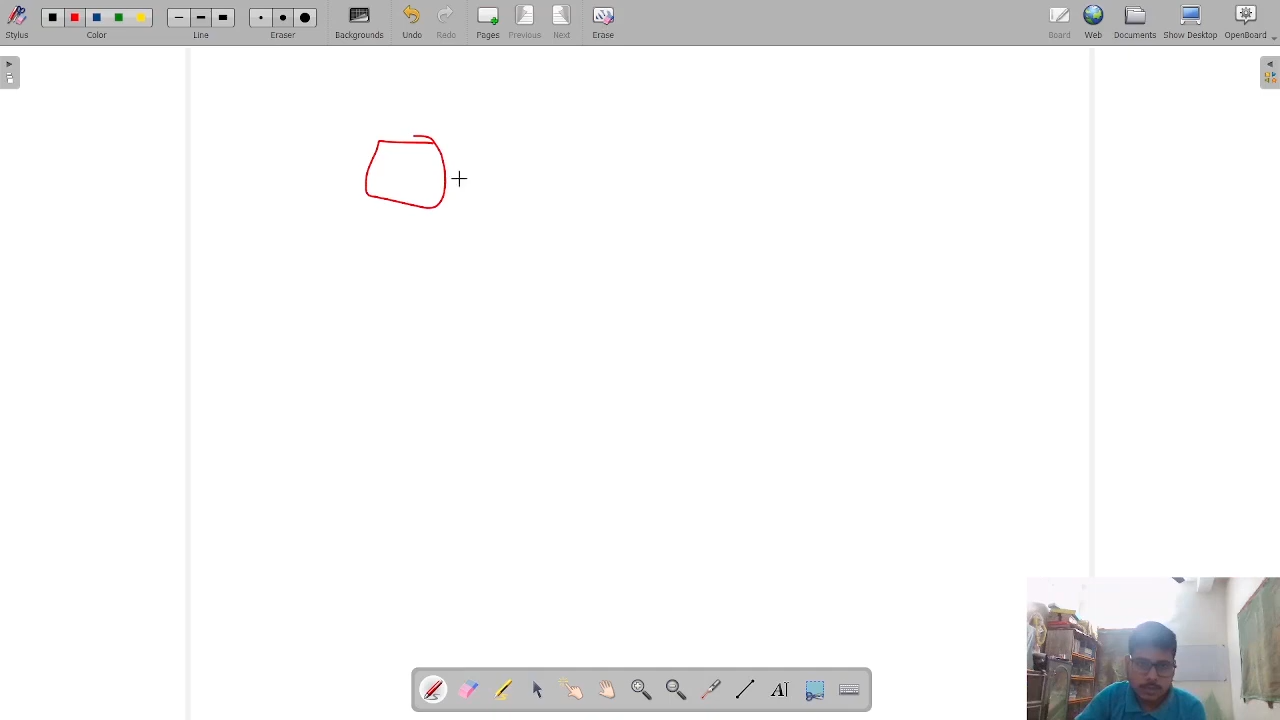 Stylus
Color
Line
Eraser
Backgrounds
Undo
Redo
Pages
Previous
Next
Erase
Board
Web
Documents
Show Desktop
OpenBoard